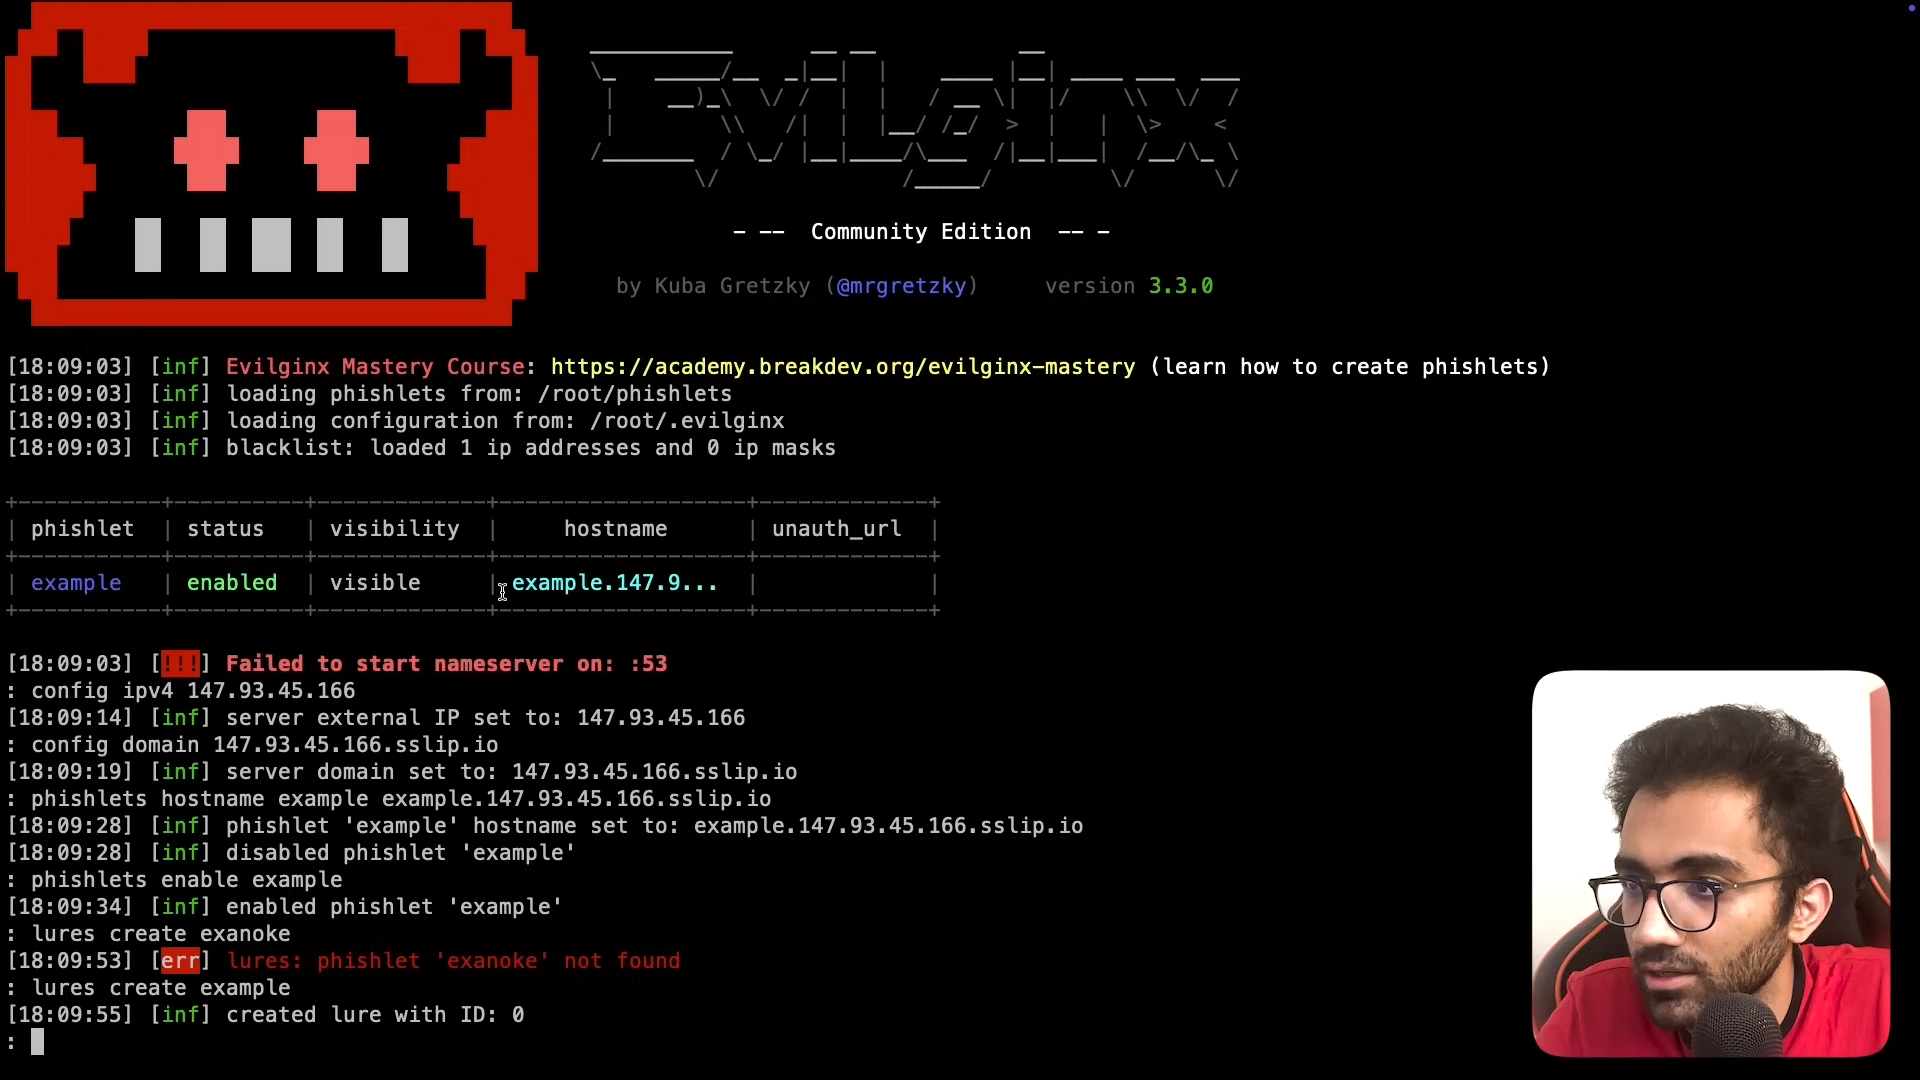 Evilginx
- -- Community Edition -- -
by Kuba Gretzky (@mrgretzky) version 3.3.0
[18:09:03] [inf] Evilginx Mastery Course: https://academy.breakdev.org/evilginx-mastery (learn how to create phishlets)
[18:09:03] [inf] loading phishlets from: /root/phishlets
[18:09:03] [inf] loading configuration from: /root/.evilginx
[18:09:03] [inf] blacklist: loaded 1 ip addresses and 0 ip masks
| phishlet | status | visibility | hostname | unauth_url |
| example | enabled | visible | example.147.9... | |
[18:09:03] [!!!] Failed to start nameserver on: :53
: config ipv4 147.93.45.166
[18:09:14] [inf] server external IP set to: 147.93.45.166
: config domain 147.93.45.166.sslip.io
[18:09:19] [inf] server domain set to: 147.93.45.166.sslip.io
: phishlets hostname example example.147.93.45.166.sslip.io
[18:09:28] [inf] phishlet 'example' hostname set to: example.147.93.45.166.sslip.io
[18:09:28] [inf] disabled phishlet 'example'
: phishlets enable example
[18:09:34] [inf] enabled phishlet 'example'
: lures create exanoke
[18:09:53] [err] lures: phishlet 'exanoke' not found
: lures create example
[18:09:55] [inf] created lure with ID: 0
: